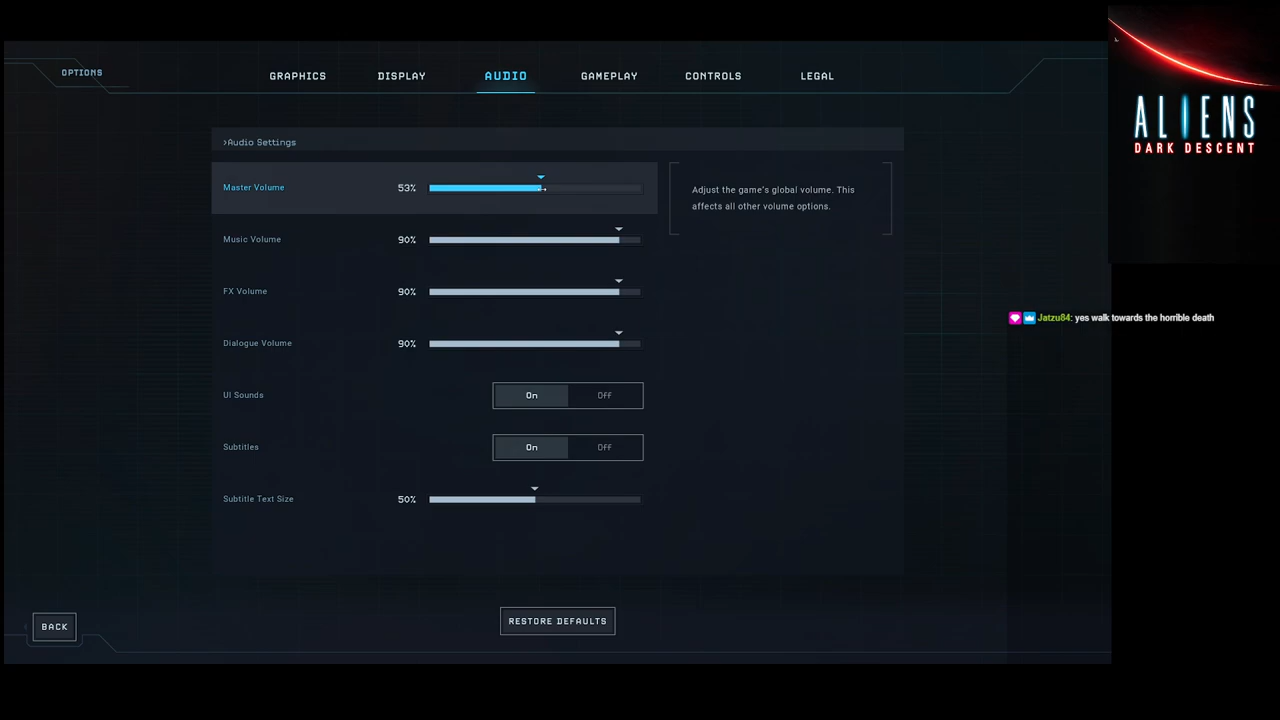 OPTIONS
GRAPHICS
DISPLAY
AUDIO
GAMEPLAY
CONTROLS
LEGAL
ALIENS
DARK DESCENT
>Audio Settings
Master Volume 53%
Adjust the game's global volume. This
affects all other volume options.
Music Volume 90%
FX Volume 90%
Jatzu84: yes walk towards the horrible death
Dialogue Volume 90%
UI Sounds On Off
Subtitles On Off
Subtitle Text Size 50%
BACK
RESTORE DEFAULTS